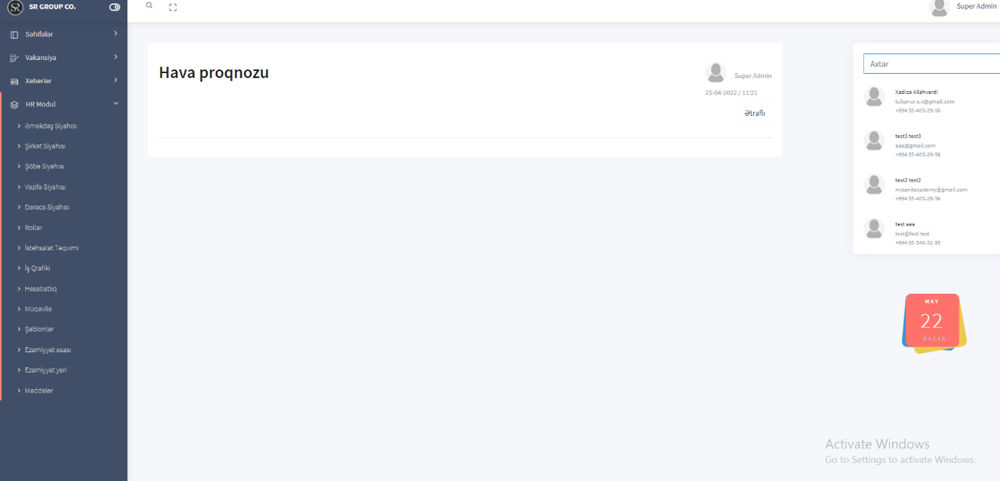 SR
SR GROUP CO.
Super Admin
Səhifələr
Vakansiya
Xəbərlər
HR Modul
Əməkdaş Siyahısı
Şirkət Siyahısı
Şöbə Siyahısı
Vəzifə Siyahısı
Dərəcə Siyahısı
Rollar
İstehsalat Təqvimi
İş Qrafiki
Hesabatlıq
Müqavilə
Şablonlar
Ezamiyyət əsası
Ezamiyyət yeri
Maddələr
Hava proqnozu
Super Admin
25-04-2022 / 11:21
Ətraflı
Axtar
Xadica Allahverdi
tubanur.a.x@gmail.com
+994 55-405-29-56
test3 test3
aaa@gmail.com
+994 55-405-29-56
test2 test2
mizanitacademy@gmail.com
+994 55-405-29-56
test aaa
test@test.test
+994 05-540-52-95
MAY
22
BAZAR
Activate Windows
Go to Settings to activate Windows.